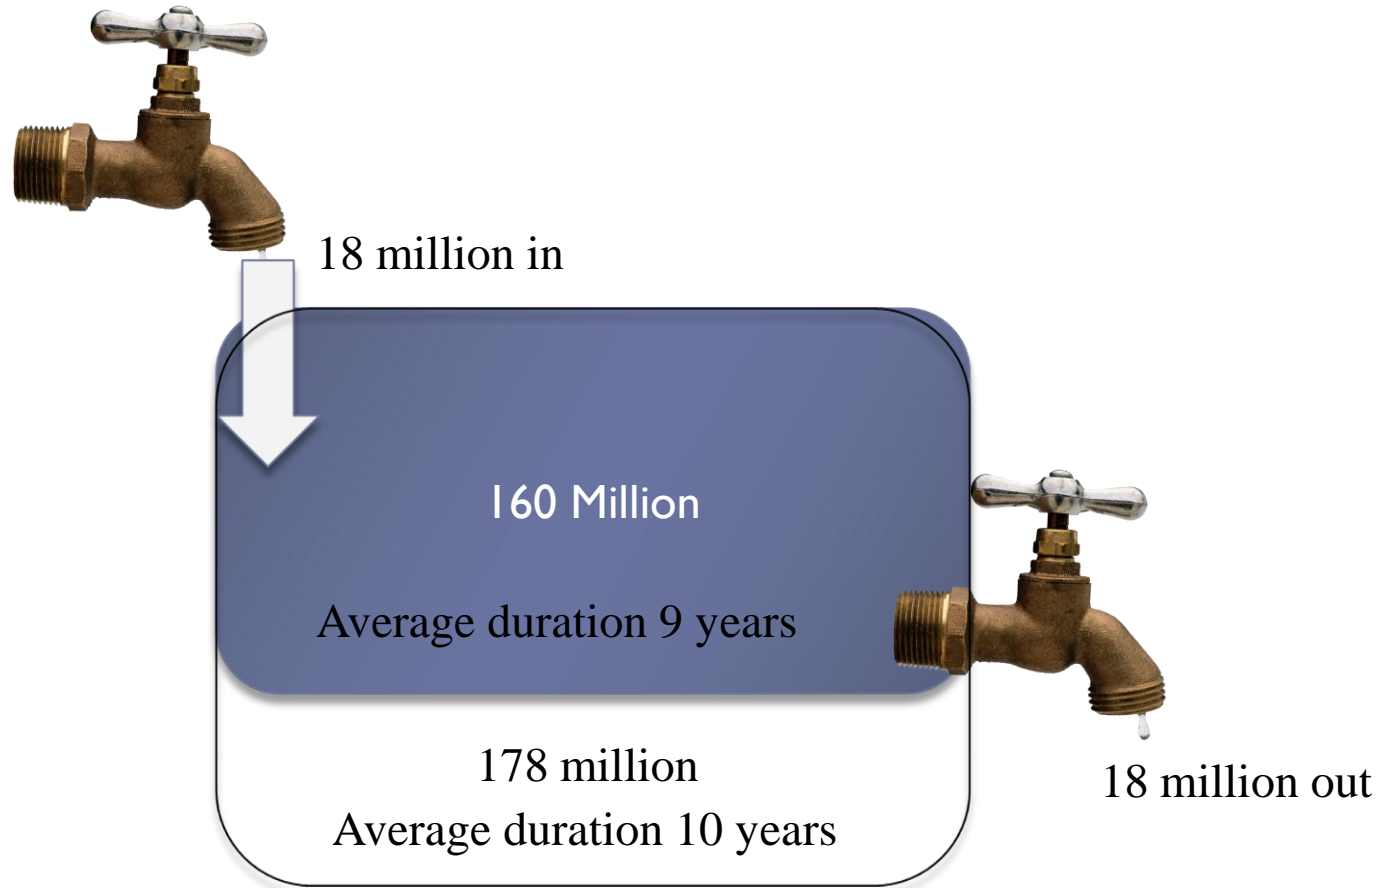 18 million in
160 Million
Average duration 9 years
178 million
Average duration 10 years
18 million out